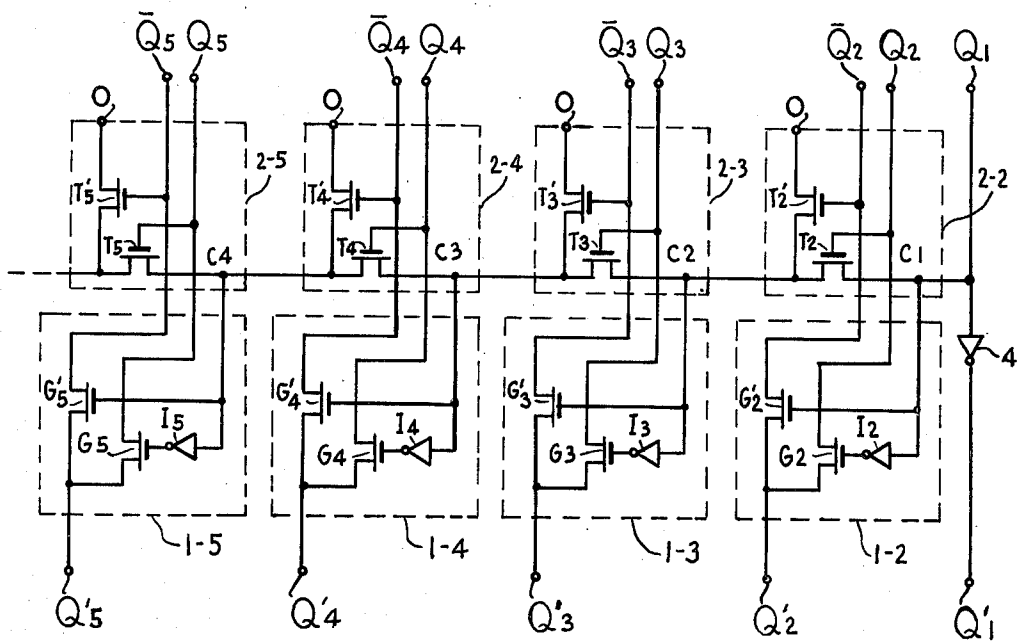 Q̄5 Q5 Q̄4 Q4 Q̄3 Q3 Q̄2 Q2 Q1
O O O O
2-5 2-4 2-3 2-2
T'5 T'4 T'3 T'2
T5 C4 T4 C3 T3 C2 T2 C1
4
G'5 G'4 G'3 G'2
G5 I5 G4 I4 G3 I3 G2 I2
1-5 1-4 1-3 1-2
Q'5 Q'4 Q'3 Q'2 Q'1